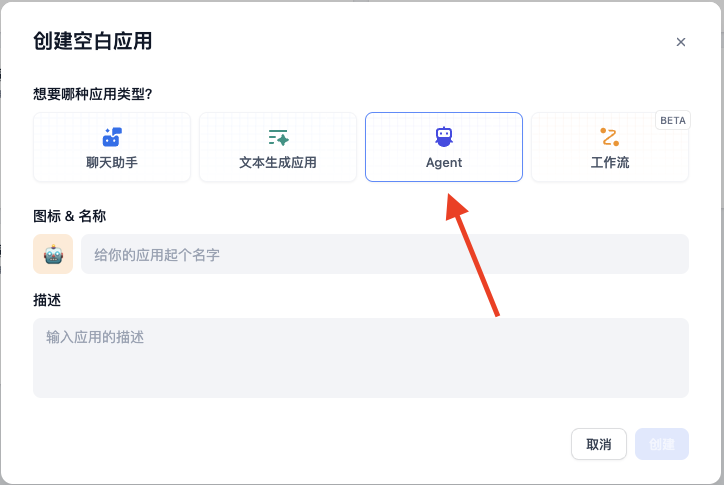 创建空白应用
想要哪种应用类型?
BETA
聊天助手
文本生成应用
Agent
工作流
图标 & 名称
给你的应用起个名字
描述
输入应用的描述
取消
创建